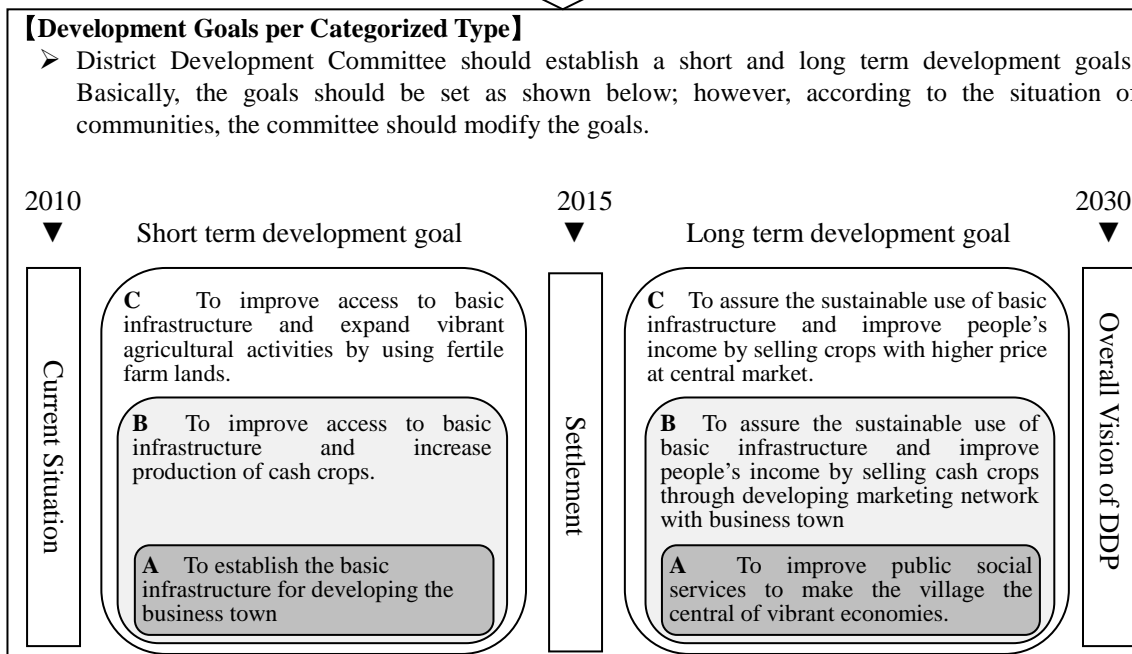 【Development Goals per Categorized Type】
➢ District Development Committee should establish a short and long term development goals
Basically, the goals should be set as shown below; however, according to the situation of
communities, the committee should modify the goals.
2010
2015
2030
▼
Short term development goal
▼
Long term development goal
▼
Current Situation
C To improve access to basic
infrastructure and expand vibrant
agricultural activities by using fertile
farm lands.
B To improve access to basic
infrastructure and increase
production of cash crops.
A To establish the basic
infrastructure for developing the
business town
Settlement
C To assure the sustainable use of basic
infrastructure and improve people's
income by selling crops with higher price
at central market.
B To assure the sustainable use of
basic infrastructure and improve
people's income by selling cash crops
through developing marketing network
with business town
A To improve public social
services to make the village the
central of vibrant economies.
Overall Vision of DDP